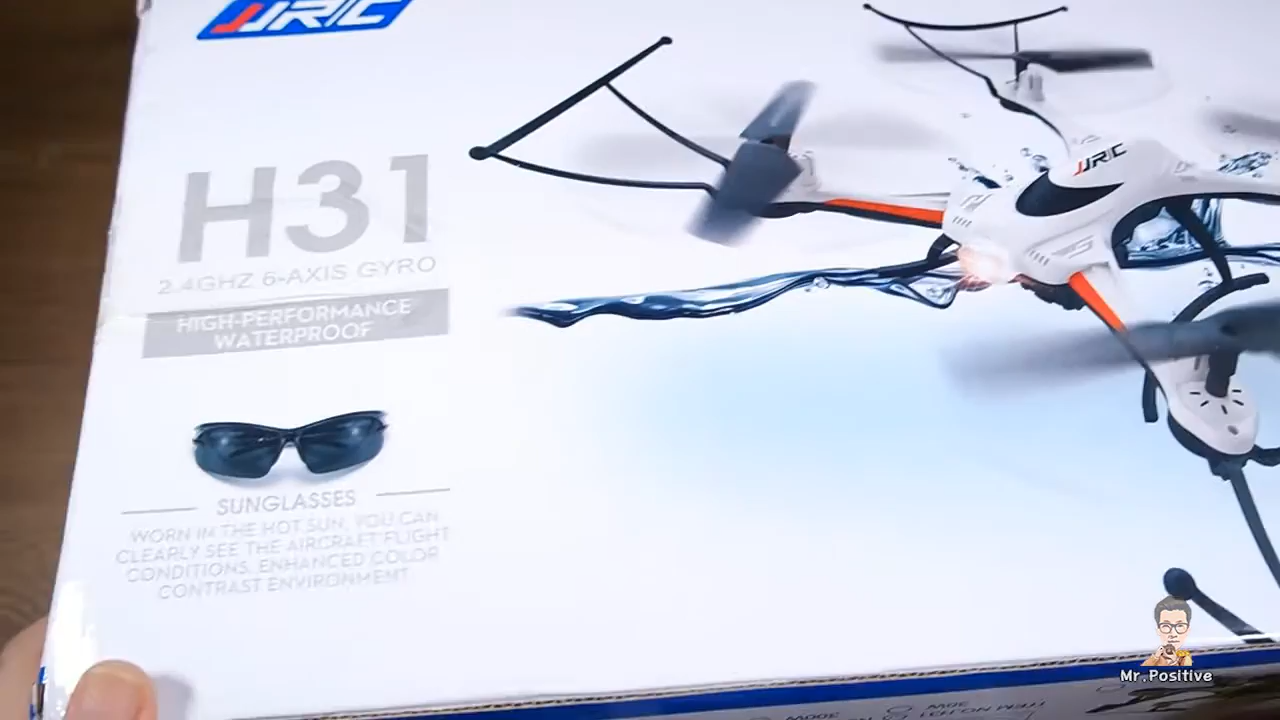 JJRC
JJRC
H31
2.4GHZ 6-AXIS GYRO
HIGH-PERFORMANCE
WATERPROOF
SUNGLASSES
WORN IN THE HOT SUN, YOU CAN
CLEARLY SEE THE AIRCRAFT FLIGHT
CONDITIONS, ENHANCED COLOR
CONTRAST ENVIRONMENT
Mr.Positive